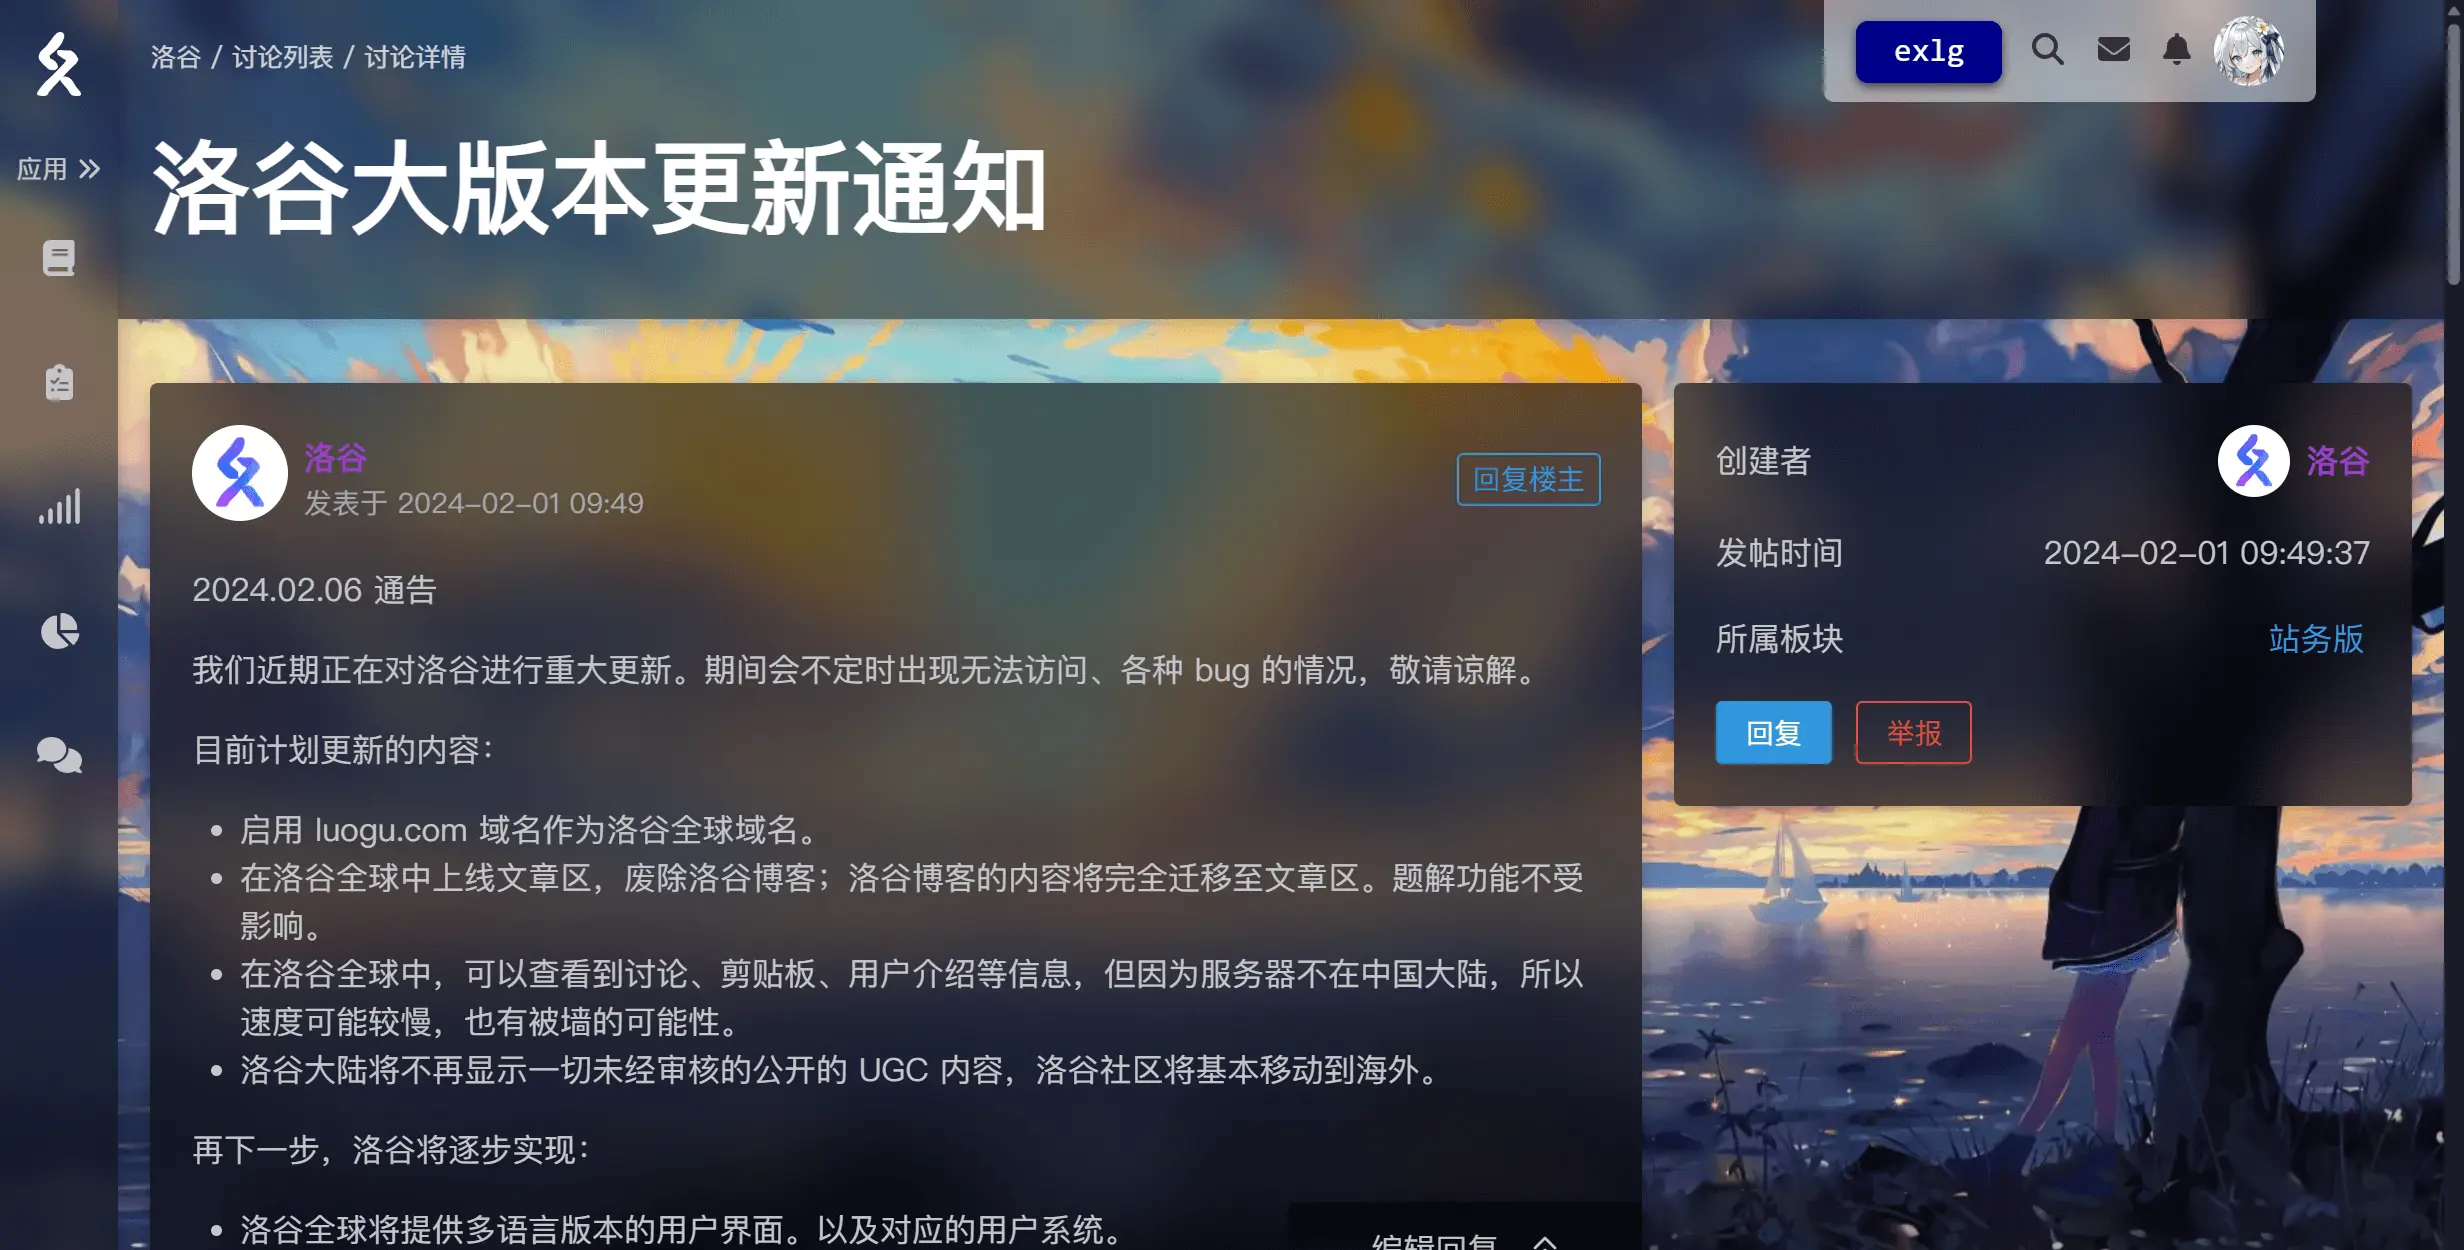 洛谷 / 讨论列表 / 讨论详情
exlg
应用
洛谷大版本更新通知
洛谷
发表于 2024-02-01 09:49
回复楼主
2024.02.06 通告
我们近期正在对洛谷进行重大更新。期间会不定时出现无法访问、各种 bug 的情况，敬请谅解。
目前计划更新的内容：
• 启用 luogu.com 域名作为洛谷全球域名。
• 在洛谷全球中上线文章区，废除洛谷博客；洛谷博客的内容将完全迁移至文章区。题解功能不受
影响。
• 在洛谷全球中，可以查看到讨论、剪贴板、用户介绍等信息，但因为服务器不在中国大陆，所以
速度可能较慢，也有被墙的可能性。
• 洛谷大陆将不再显示一切未经审核的公开的 UGC 内容，洛谷社区将基本移动到海外。
再下一步，洛谷将逐步实现：
• 洛谷全球将提供多语言版本的用户界面。以及对应的用户系统。
编辑回复
创建者
洛谷
发帖时间
2024-02-01 09:49:37
所属板块
站务版
回复
举报